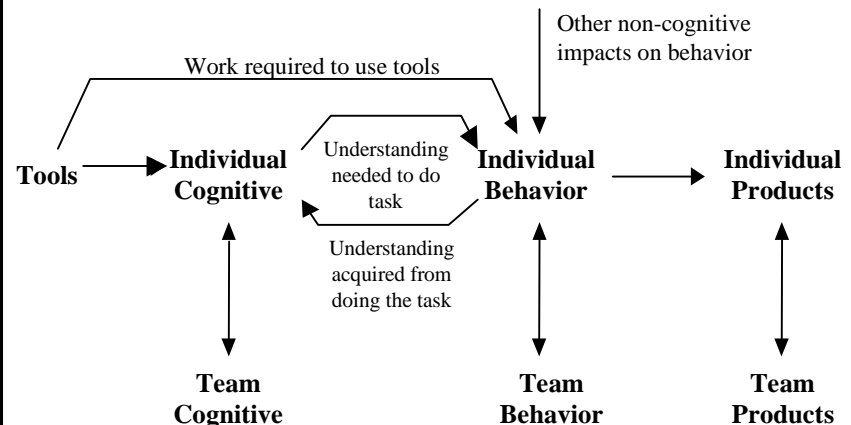 Other non-cognitive
impacts on behavior
Work required to use tools
Tools
Individual
Cognitive
Understanding
needed to do
task
Individual
Behavior
Individual
Products
Understanding
acquired from
doing the task
Team
Cognitive
Team
Behavior
Team
Products